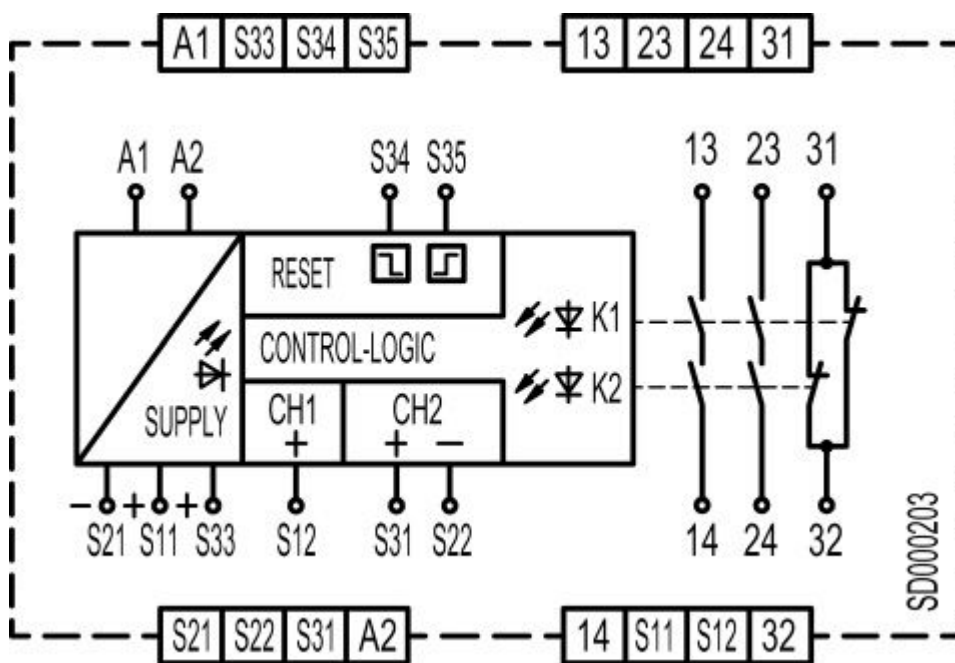 A1 S33 S34 S35 13 23 24 31
A1 A2 S34 S35 13 23 31
RESET
K1
CONTROL-LOGIC
K2
SUPPLY CH1 CH2
+ + −
− + +
S21 S11 S33 S12 S31 S22 14 24 32
SD000203
S21 S22 S31 A2 14 S11 S12 32